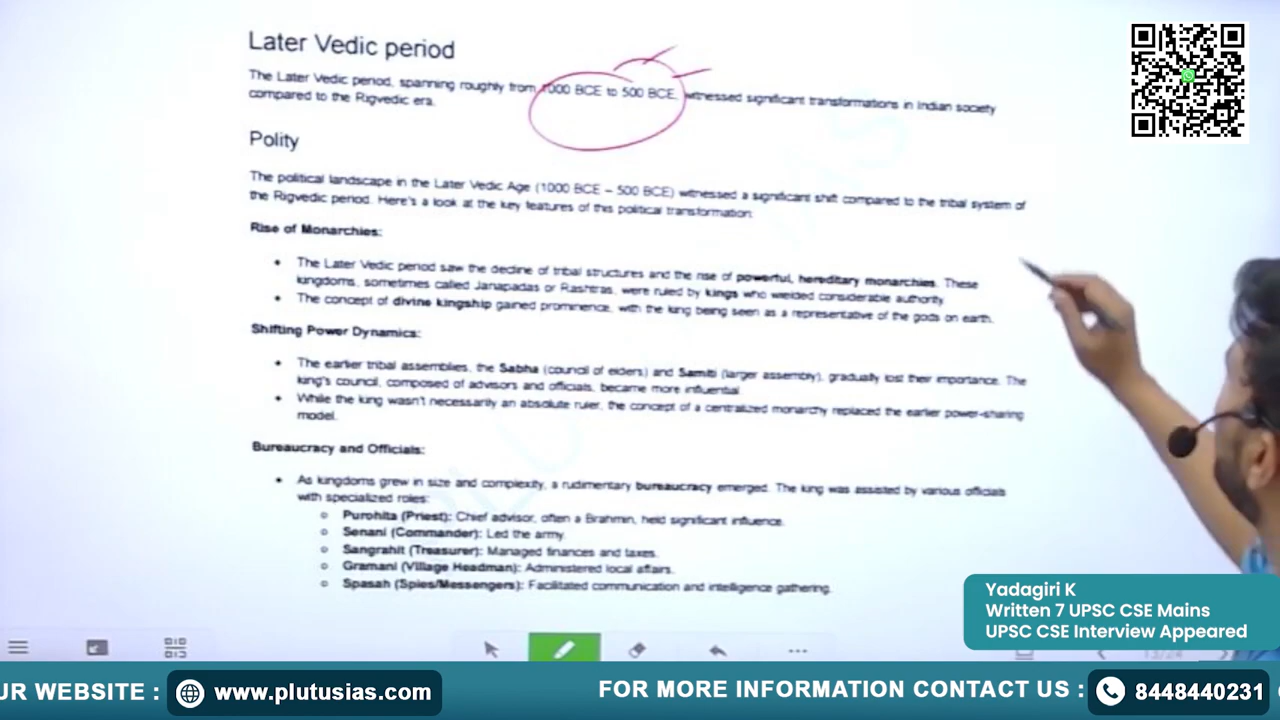 Later Vedic period
The Later Vedic period, spanning roughly from 1000 BCE to 500 BCE, witnessed significant transformations in Indian society
compared to the Rigvedic era.
Polity
The political landscape in the Later Vedic Age (1000 BCE – 500 BCE) witnessed a significant shift compared to the tribal system of
the Rigvedic period. Here's a look at the key features of this political transformation:
Rise of Monarchies:
• The Later Vedic period saw the decline of tribal structures and the rise of powerful, hereditary monarchies. These
kingdoms, sometimes called Janapadas or Rashtras, were ruled by kings who wielded considerable authority.
• The concept of divine kingship gained prominence, with the king being seen as a representative of the gods on earth.
Shifting Power Dynamics:
• The earlier tribal assemblies, the Sabha (council of elders) and Samiti (larger assembly), gradually lost their importance. The
king's council, composed of advisors and officials, became more influential.
• While the king wasn't necessarily an absolute ruler, the concept of a centralized monarchy replaced the earlier power-sharing
model.
Bureaucracy and Officials:
• As kingdoms grew in size and complexity, a rudimentary bureaucracy emerged. The king was assisted by various officials
with specialized roles:
o Purohita (Priest): Chief advisor, often a Brahmin, held significant influence.
o Senani (Commander): Led the army.
o Sangrahit (Treasurer): Managed finances and taxes.
o Gramani (Village Headman): Administered local affairs.
o Spasah (Spies/Messengers): Facilitated communication and intelligence gathering.
Yadagiri K
Written 7 UPSC CSE Mains
UPSC CSE Interview Appeared
13/24
UR WEBSITE : www.plutusias.com FOR MORE INFORMATION CONTACT US : 8448440231